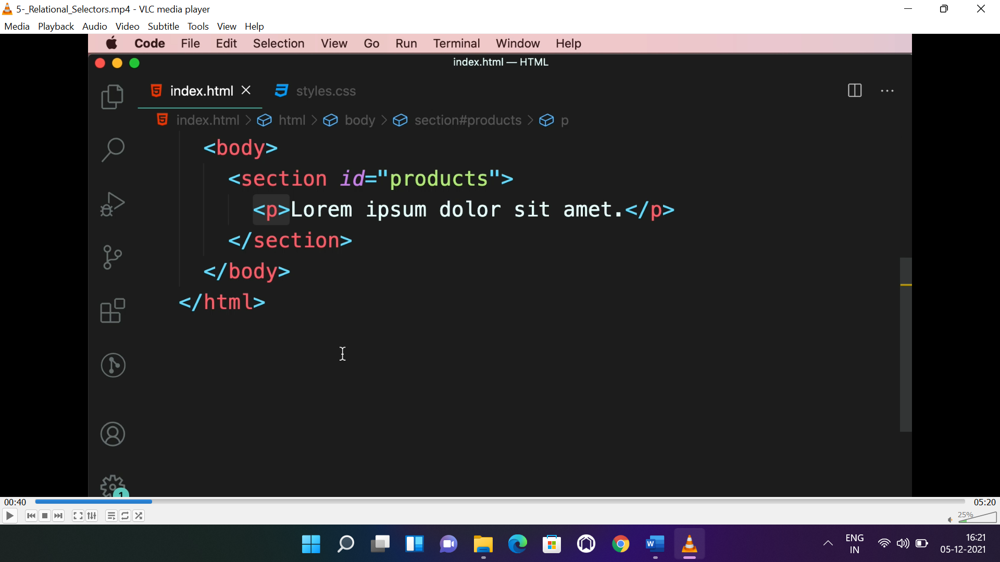 5-_Relational_Selectors.mp4 - VLC media player
Media Playback Audio Video Subtitle Tools View Help
Code File Edit Selection View Go Run Terminal Window Help
index.html — HTML
index.html styles.css
index.html > html > body > section#products > p
<body>
<section id="products">
<p>Lorem ipsum dolor sit amet.</p>
</section>
</body>
</html>
1
00:40 05:20
25%
ENG
IN
16:21
05-12-2021